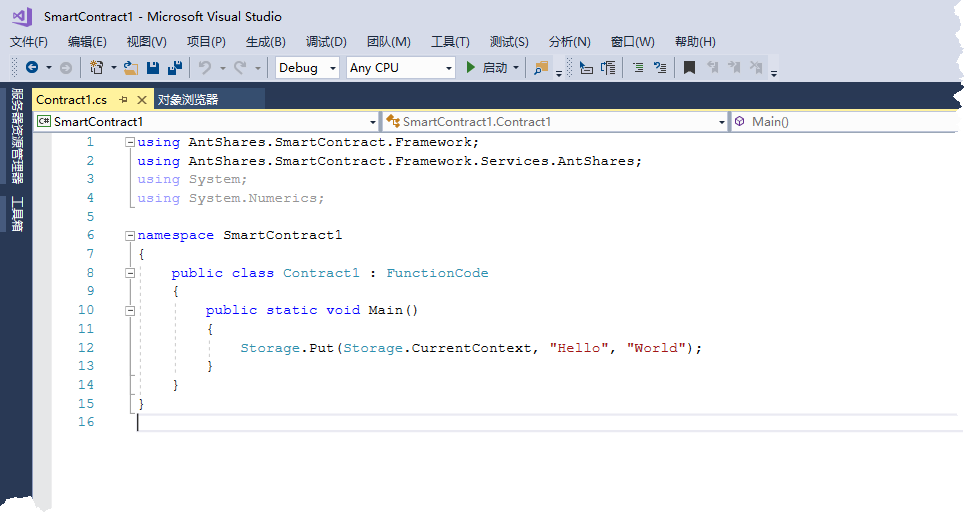 SmartContract1 - Microsoft Visual Studio
文件(F) 编辑(E) 视图(V) 项目(P) 生成(B) 调试(D) 团队(M) 工具(T) 测试(S) 分析(N) 窗口(W) 帮助(H)
Debug Any CPU 启动
服务器资源管理器
工具箱
Contract1.cs 对象浏览器
C# SmartContract1 SmartContract1.Contract1 Main()
1 using AntShares.SmartContract.Framework;
2 using AntShares.SmartContract.Framework.Services.AntShares;
3 using System;
4 using System.Numerics;
5
6 namespace SmartContract1
7 {
8 public class Contract1 : FunctionCode
9 {
10 public static void Main()
11 {
12 Storage.Put(Storage.CurrentContext, "Hello", "World");
13 }
14 }
15 }
16